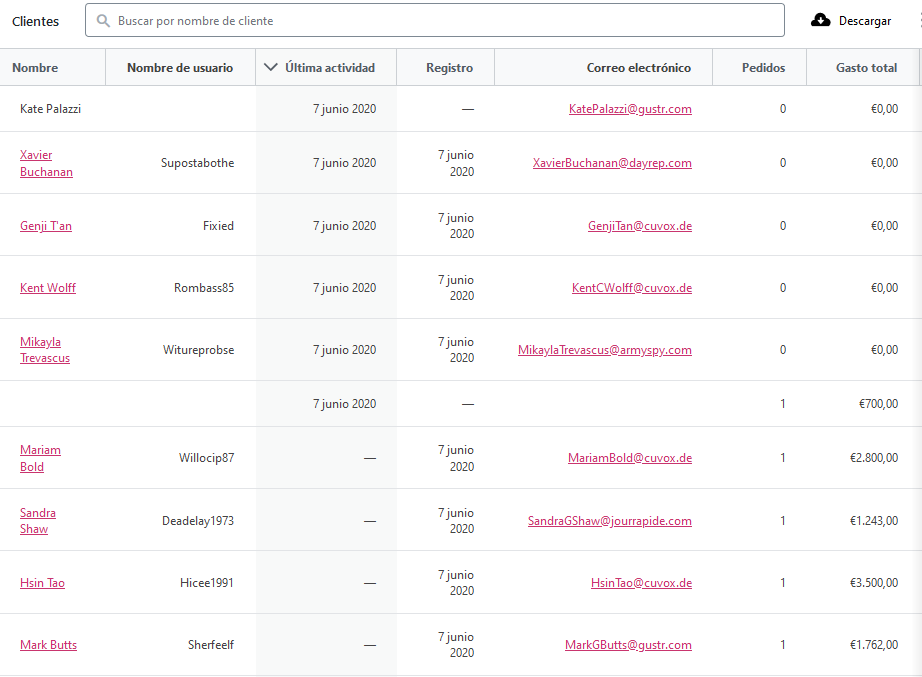 Clientes Buscar por nombre de cliente Descargar
Nombre Nombre de usuario Última actividad Registro Correo electrónico Pedidos Gasto total
Kate Palazzi 7 junio 2020 — KatePalazzi@gustr.com 0 €0,00
Xavier
Buchanan Supostabothe 7 junio 2020 7 junio
2020 XavierBuchanan@dayrep.com 0 €0,00
Genji T'an Fixied 7 junio 2020 7 junio
2020 GenjiTan@cuvox.de 0 €0,00
Kent Wolff Rombass85 7 junio 2020 7 junio
2020 KentCWolff@cuvox.de 0 €0,00
Mikayla
Trevascus Witureprobse 7 junio 2020 7 junio
2020 MikaylaTrevascus@armyspy.com 0 €0,00
7 junio 2020 — 1 €700,00
Mariam
Bold Willocip87 — 7 junio
2020 MariamBold@cuvox.de 1 €2.800,00
Sandra
Shaw Deadelay1973 — 7 junio
2020 SandraGShaw@jourrapide.com 1 €1.243,00
Hsin Tao Hicee1991 — 7 junio
2020 HsinTao@cuvox.de 1 €3.500,00
Mark Butts Sherfeelf — 7 junio
2020 MarkGButts@gustr.com 1 €1.762,00